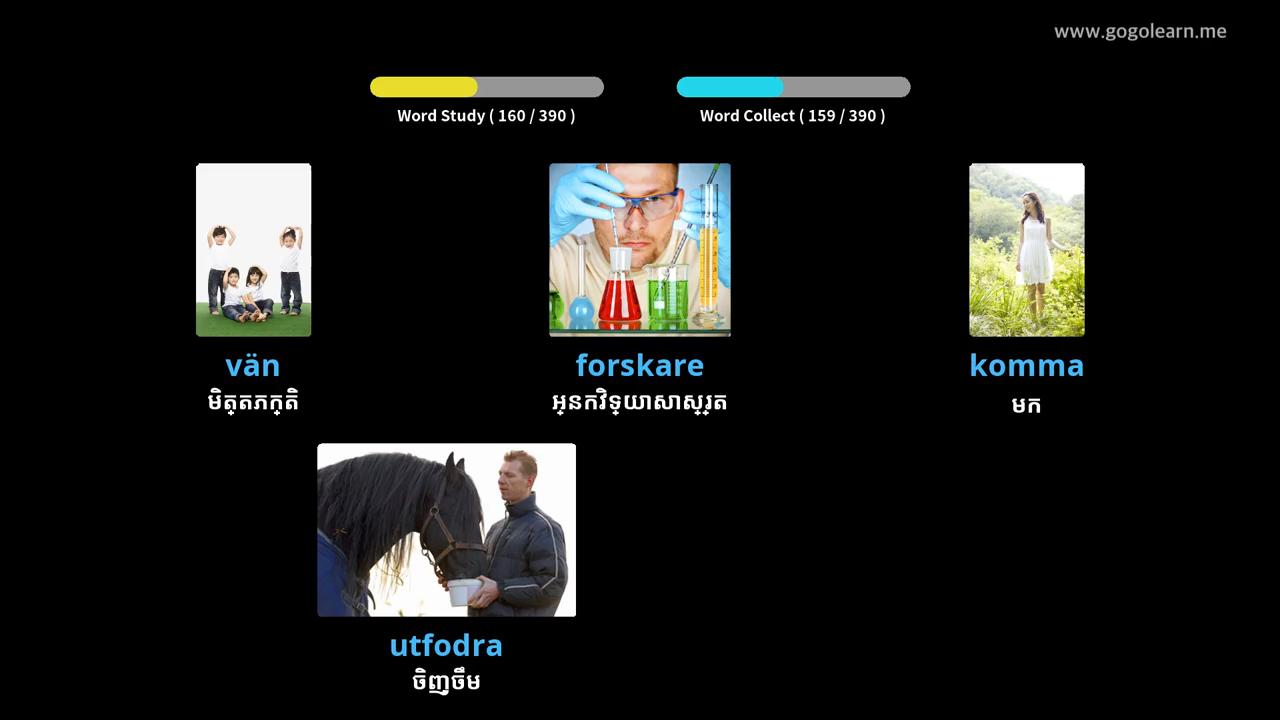 www.gogolearn.me
Word Study ( 160 / 390 )
Word Collect ( 159 / 390 )
vän
forskare
komma
មិត្តភក្តិ
អ្នកវិទ្យាសាស្រ្ត
មក
utfodra
ចិញ្ចឹម